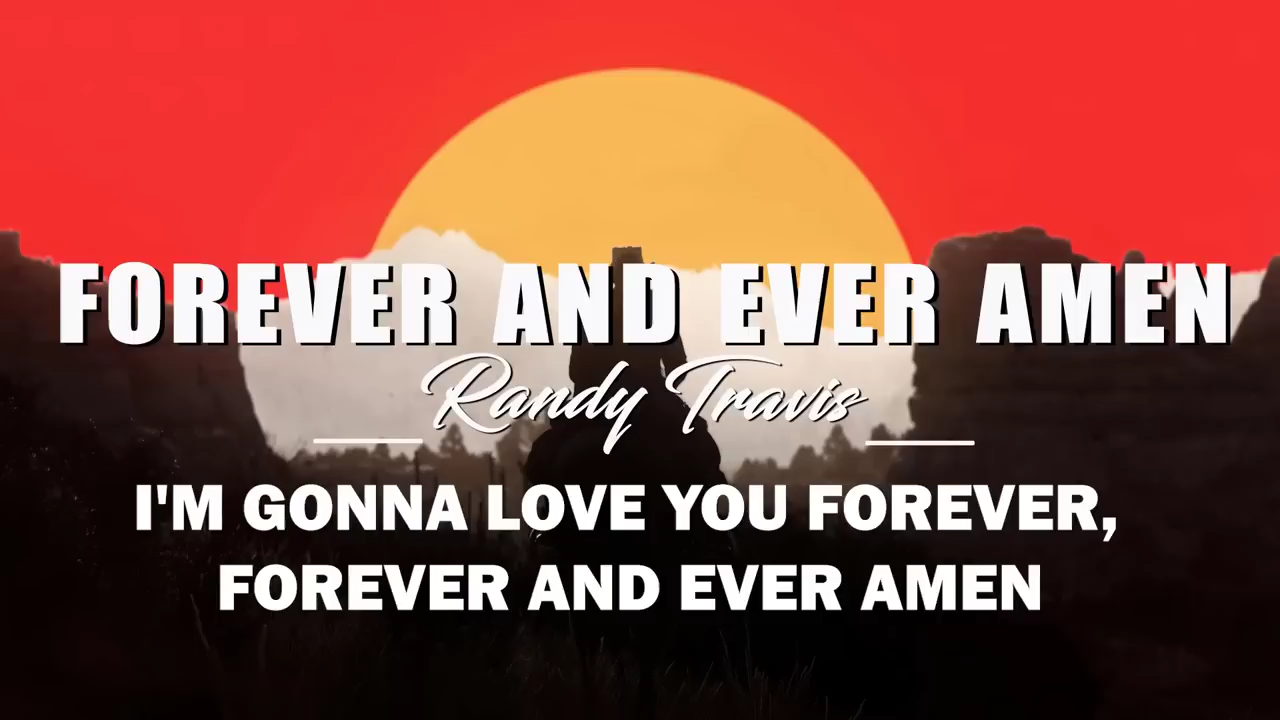 FOREVER AND EVER AMEN
Randy Travis
I'M GONNA LOVE YOU FOREVER,
FOREVER AND EVER AMEN